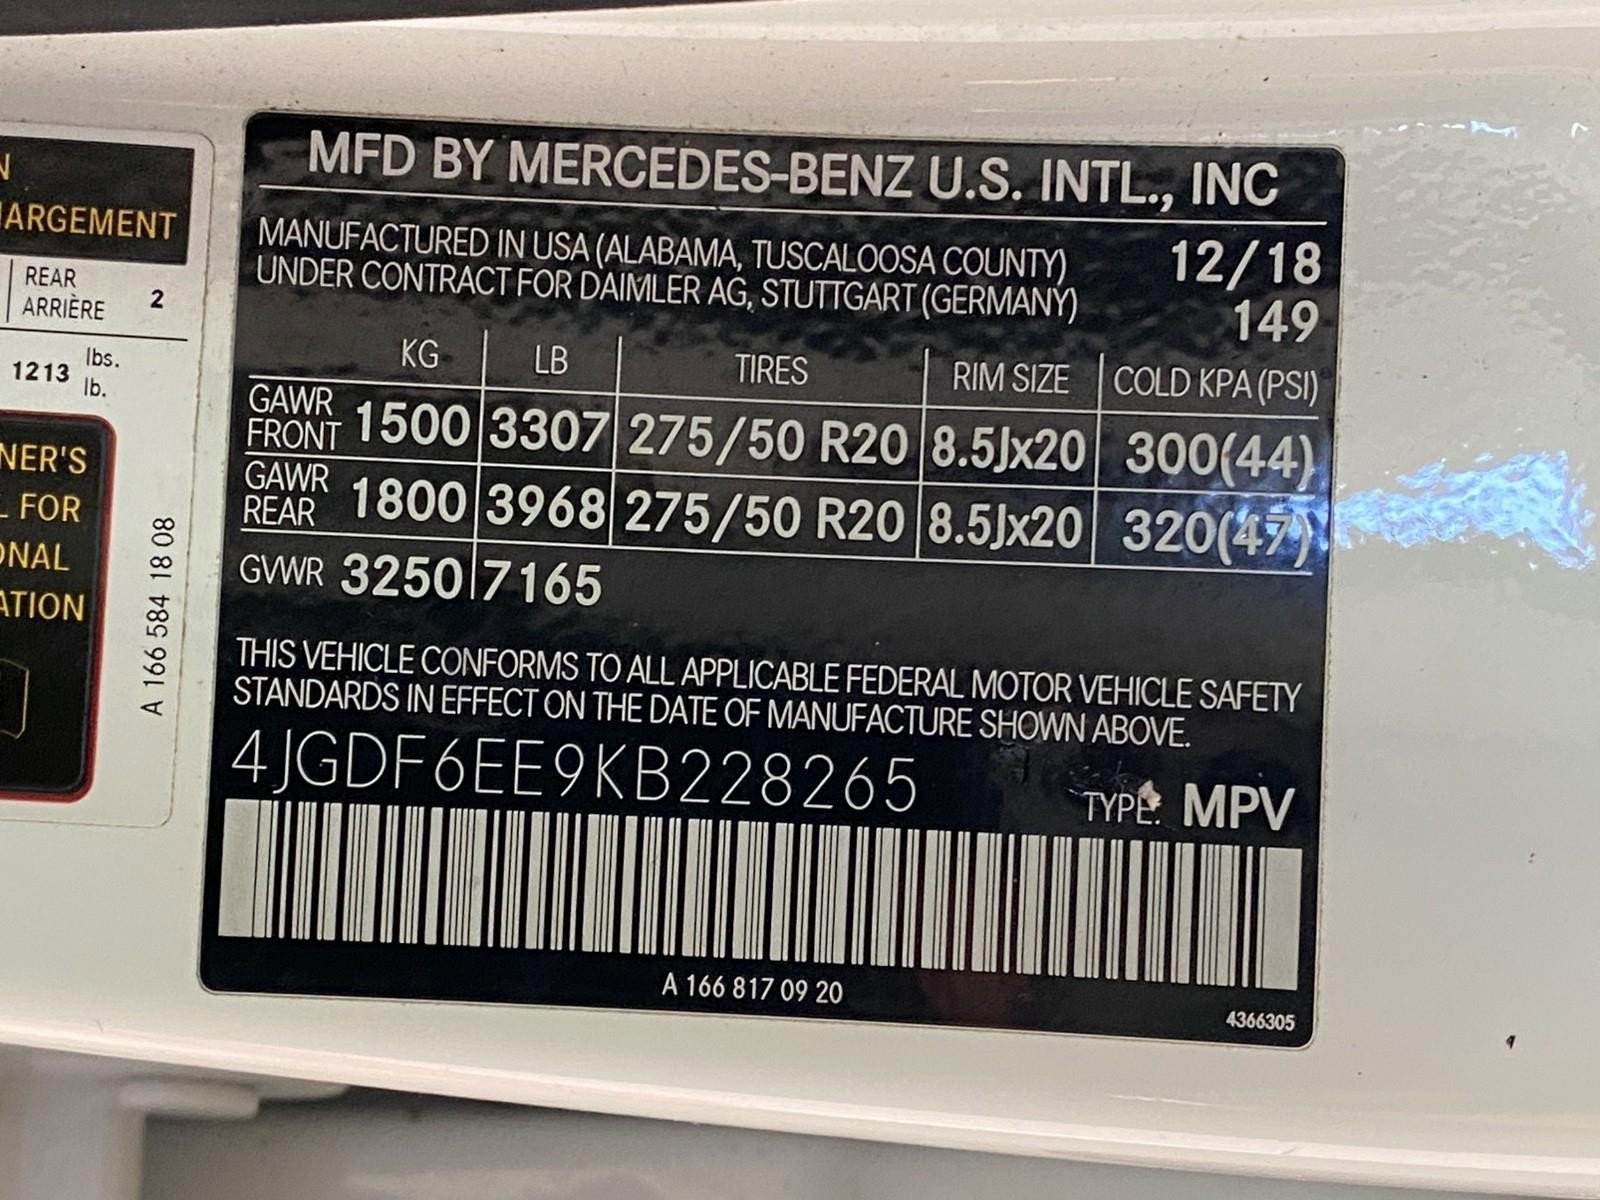 N
HARGEMENT
REAR
ARRIÈRE 2
1213 lbs.
lb.
NER'S
L FOR
ONAL
ATION
A 166 584 18 08
MFD BY MERCEDES-BENZ U.S. INTL., INC
MANUFACTURED IN USA (ALABAMA, TUSCALOOSA COUNTY) 12/18
UNDER CONTRACT FOR DAIMLER AG, STUTTGART (GERMANY) 149
KG LB TIRES RIM SIZE COLD KPA (PSI)
GAWR FRONT 1500 3307 275/50 R20 8.5Jx20 300(44)
GAWR REAR 1800 3968 275/50 R20 8.5Jx20 320(47)
GVWR 3250 7165
THIS VEHICLE CONFORMS TO ALL APPLICABLE FEDERAL MOTOR VEHICLE SAFETY
STANDARDS IN EFFECT ON THE DATE OF MANUFACTURE SHOWN ABOVE.
4JGDF6EE9KB228265
TYPE: MPV
A 166 817 09 20
4366305